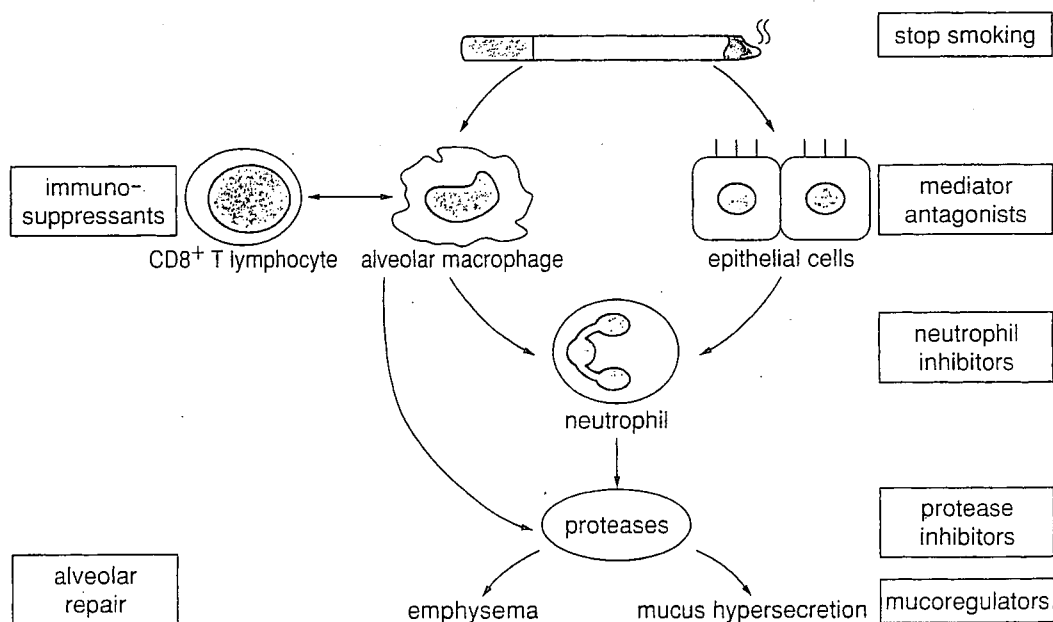 stop smoking
immuno-
suppressants
CD8+ T lymphocyte
alveolar macrophage
epithelial cells
mediator
antagonists
neutrophil
inhibitors
neutrophil
proteases
protease
inhibitors
alveolar
repair
emphysema
mucus hypersecretion
mucoregulators